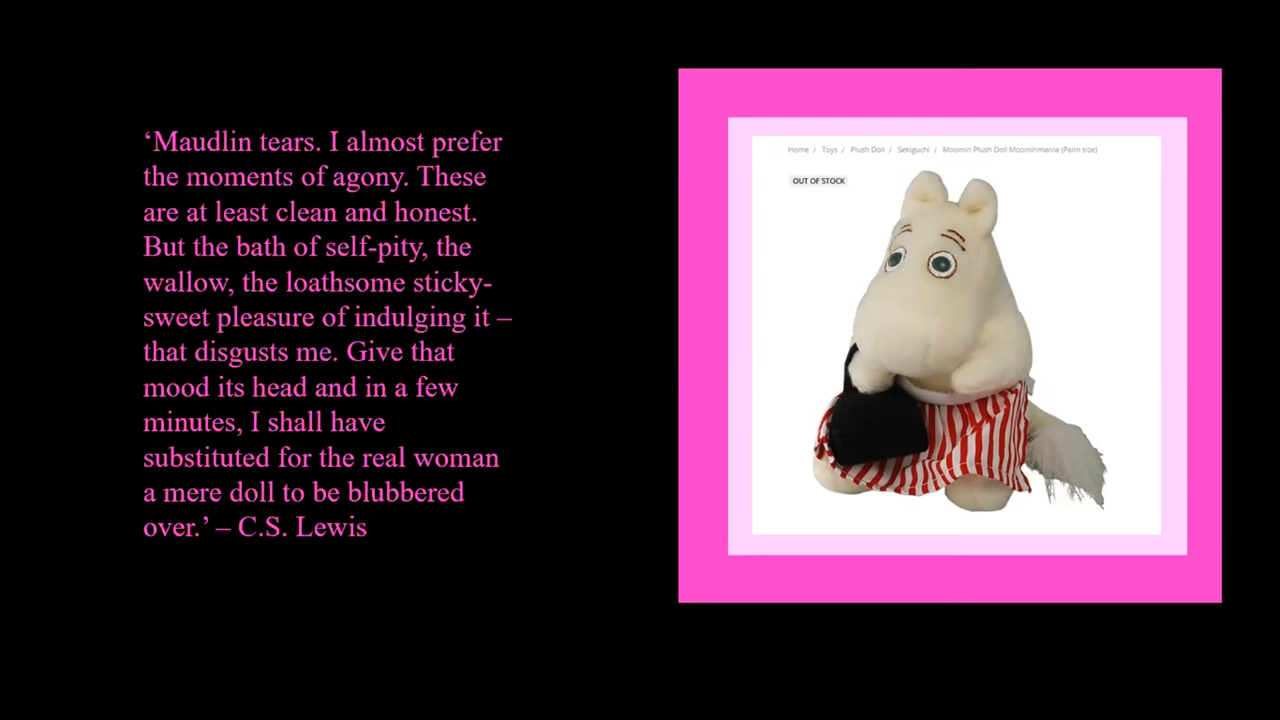 ‘Maudlin tears. I almost prefer
the moments of agony. These
are at least clean and honest.
But the bath of self-pity, the
wallow, the loathsome sticky-
sweet pleasure of indulging it –
that disgusts me. Give that
mood its head and in a few
minutes, I shall have
substituted for the real woman
a mere doll to be blubbered
over.’ – C.S. Lewis
Home / Toys / Plush Doll / Sekiguchi / Moomin Plush Doll Moominmama (Palm size)
OUT OF STOCK